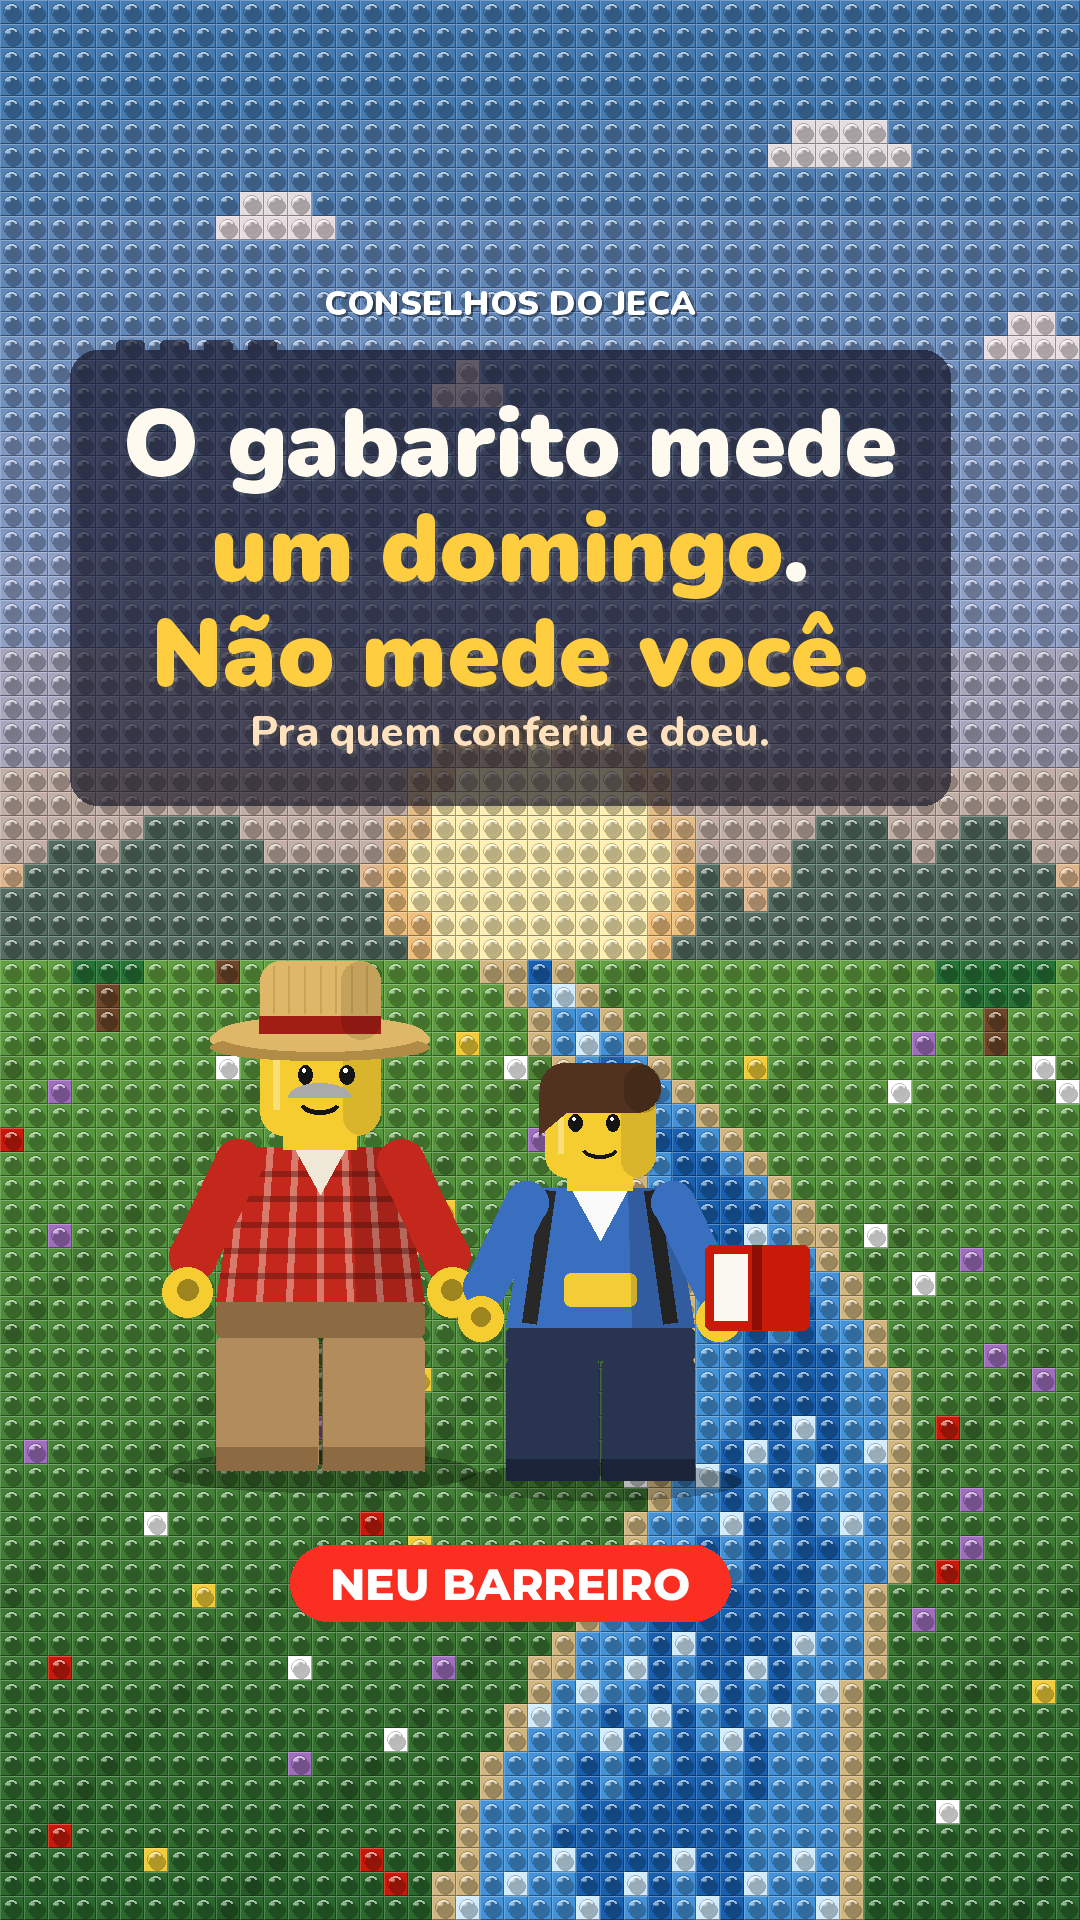 CONSELHOS DO JECA
O gabarito mede
um domingo.
Não mede você.
Pra quem conferiu e doeu.
NEU BARREIRO